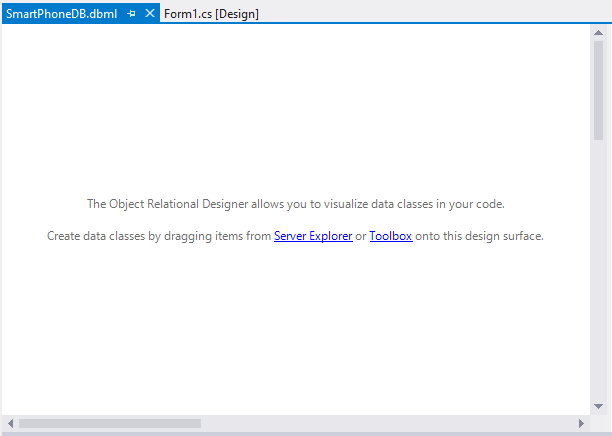 SmartPhoneDB.dbml Form1.cs [Design]
The Object Relational Designer allows you to visualize data classes in your code.
Create data classes by dragging items from Server Explorer or Toolbox onto this design surface.